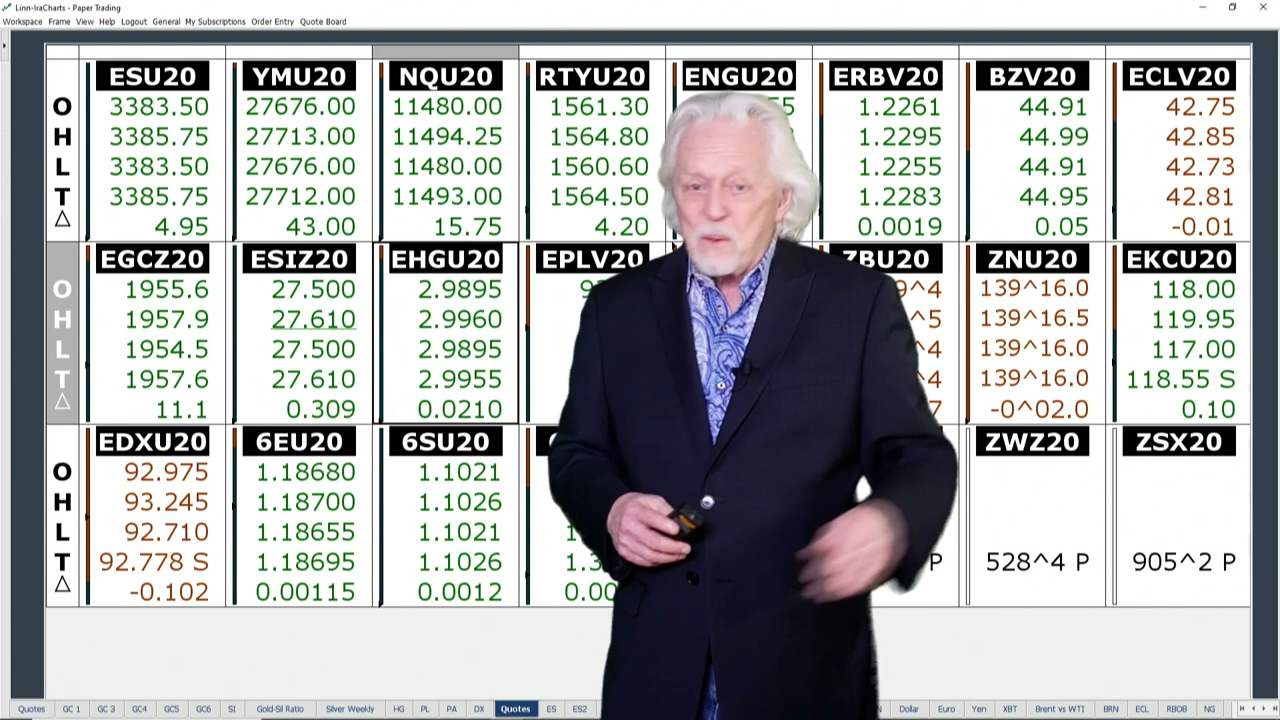 Linn-IraCharts - Paper Trading
Workspace Frame View Help Logout General My Subscriptions Order Entry Quote Board
ESU20 YMU20 NQU20 RTYU20 ENGU20 ERBV20 BZV20 ECLV20
O 3383.50 27676.00 11480.00 1561.30 1.2261 44.91 42.75
H 3385.75 27713.00 11494.25 1564.80 1.2295 44.99 42.85
L 3383.50 27676.00 11480.00 1560.60 1.2255 44.91 42.73
T 3385.75 27712.00 11493.00 1564.50 1.2283 44.95 42.81
△ 4.95 43.00 15.75 4.20 0.0019 0.05 -0.01
EGCZ20 ESIZ20 EHGU20 EPLV20 ZBU20 ZNU20 EKCU20
O 1955.6 27.500 2.9895 139^16.0 118.00
H 1957.9 27.610 2.9960 139^16.5 119.95
L 1954.5 27.500 2.9895 139^16.0 117.00
T 1957.6 27.610 2.9955 139^16.0 118.55 S
△ 11.1 0.309 0.0210 -0^02.0 0.10
EDXU20 6EU20 6SU20 ZWZ20 ZSX20
O 92.975 1.18680 1.1021
H 93.245 1.18700 1.1026
L 92.710 1.18655 1.1021
T 92.778 S 1.18695 1.1026 P 528^4 P 905^2 P
△ -0.102 0.00115 0.0012
Quotes GC 1 GC 3 GC4 GC5 GC6 SI Gold-Sil Ratio Silver Weekly HG PL PA DX Quotes ES ES2 Dollar Euro Yen XBT Brent vs WTI BRN ECL RBOB NG